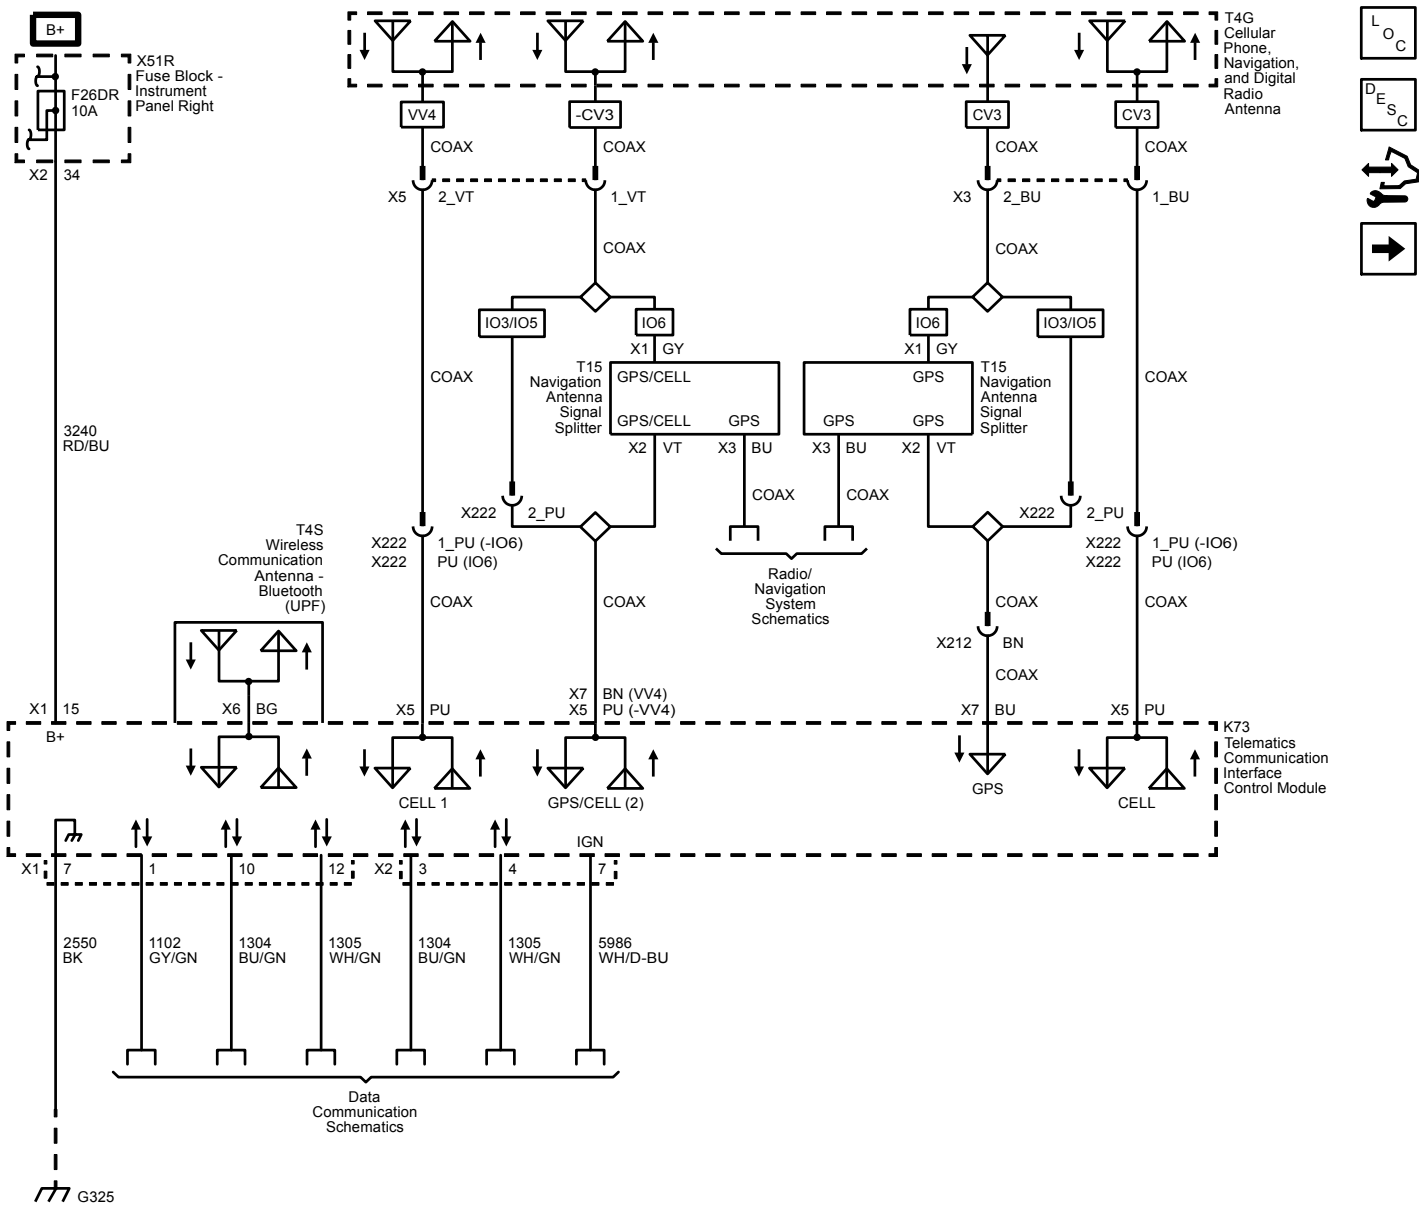 B+
X51R
Fuse Block -
Instrument
Panel Right
F26DR
10A
X2 34
T4G
Cellular
Phone,
Navigation,
and Digital
Radio
Antenna
LOC
DESC
VV4
-CV3
CV3
CV3
COAX
COAX
COAX
COAX
X5 2_VT
1_VT
X3 2_BU
1_BU
COAX
COAX
IO3/IO5
IO6
IO6
IO3/IO5
X1 GY
X1 GY
T15
Navigation
Antenna
Signal
Splitter
GPS/CELL
GPS/CELL GPS
GPS
GPS GPS
T15
Navigation
Antenna
Signal
Splitter
COAX
COAX
3240
RD/BU
X2 VT
X3 BU
X3 BU
X2 VT
COAX
COAX
X222 2_PU
X222 2_PU
X222 1_PU (-IO6)
X222 PU (IO6)
X222 1_PU (-IO6)
X222 PU (IO6)
T4S
Wireless
Communication
Antenna -
Bluetooth
(UPF)
Radio/
Navigation
System
Schematics
COAX
COAX
COAX
COAX
X212 BN
COAX
X1 15
B+
X6 BG
X5 PU
X7 BN (VV4)
X5 PU (-VV4)
X7 BU
X5 PU
K73
Telematics
Communication
Interface
Control Module
CELL 1
GPS/CELL (2)
GPS
CELL
IGN
X1 7 1 10 12 X2 3 4 7
2550
BK
1102
GY/GN
1304
BU/GN
1305
WH/GN
1304
BU/GN
1305
WH/GN
5986
WH/D-BU
Data
Communication
Schematics
G325